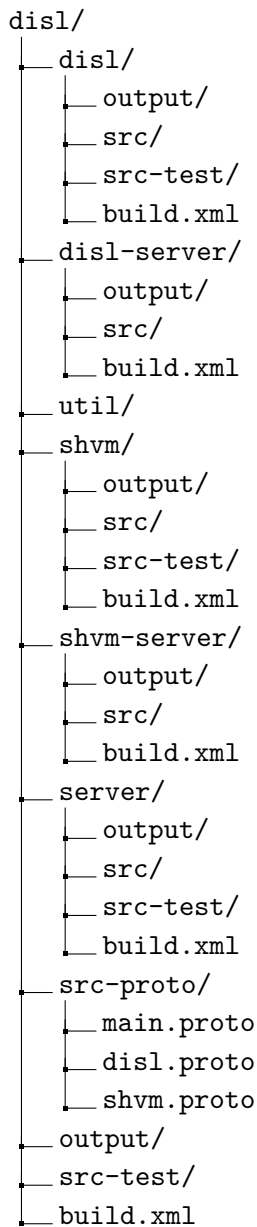 disl/
disl/
output/
src/
src-test/
build.xml
disl-server/
output/
src/
build.xml
util/
shvm/
output/
src/
src-test/
build.xml
shvm-server/
output/
src/
build.xml
server/
output/
src/
src-test/
build.xml
src-proto/
main.proto
disl.proto
shvm.proto
output/
src-test/
build.xml